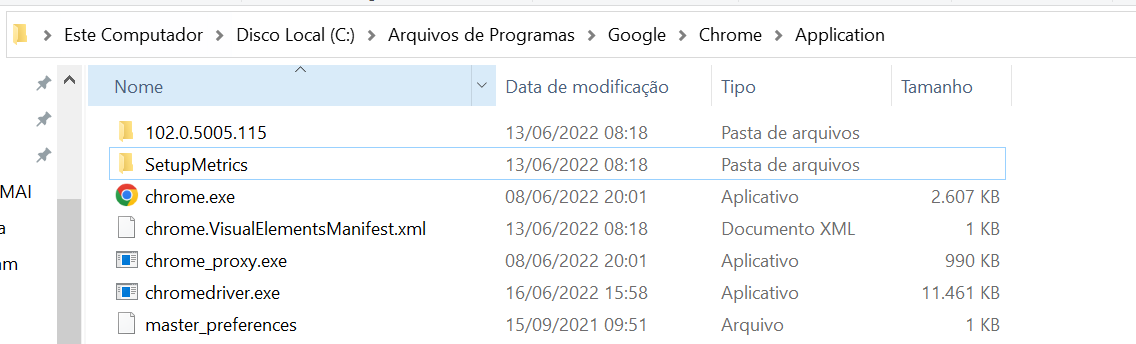 Este Computador > Disco Local (C:) > Arquivos de Programas > Google > Chrome > Application
Nome Data de modificação Tipo Tamanho
102.0.5005.115 13/06/2022 08:18 Pasta de arquivos
SetupMetrics 13/06/2022 08:18 Pasta de arquivos
MAI
chrome.exe 08/06/2022 20:01 Aplicativo 2.607 KB
chrome.VisualElementsManifest.xml 13/06/2022 08:18 Documento XML 1 KB
a
chrome_proxy.exe 08/06/2022 20:01 Aplicativo 990 KB
am
chromedriver.exe 16/06/2022 15:58 Aplicativo 11.461 KB
master_preferences 15/09/2021 09:51 Arquivo 1 KB